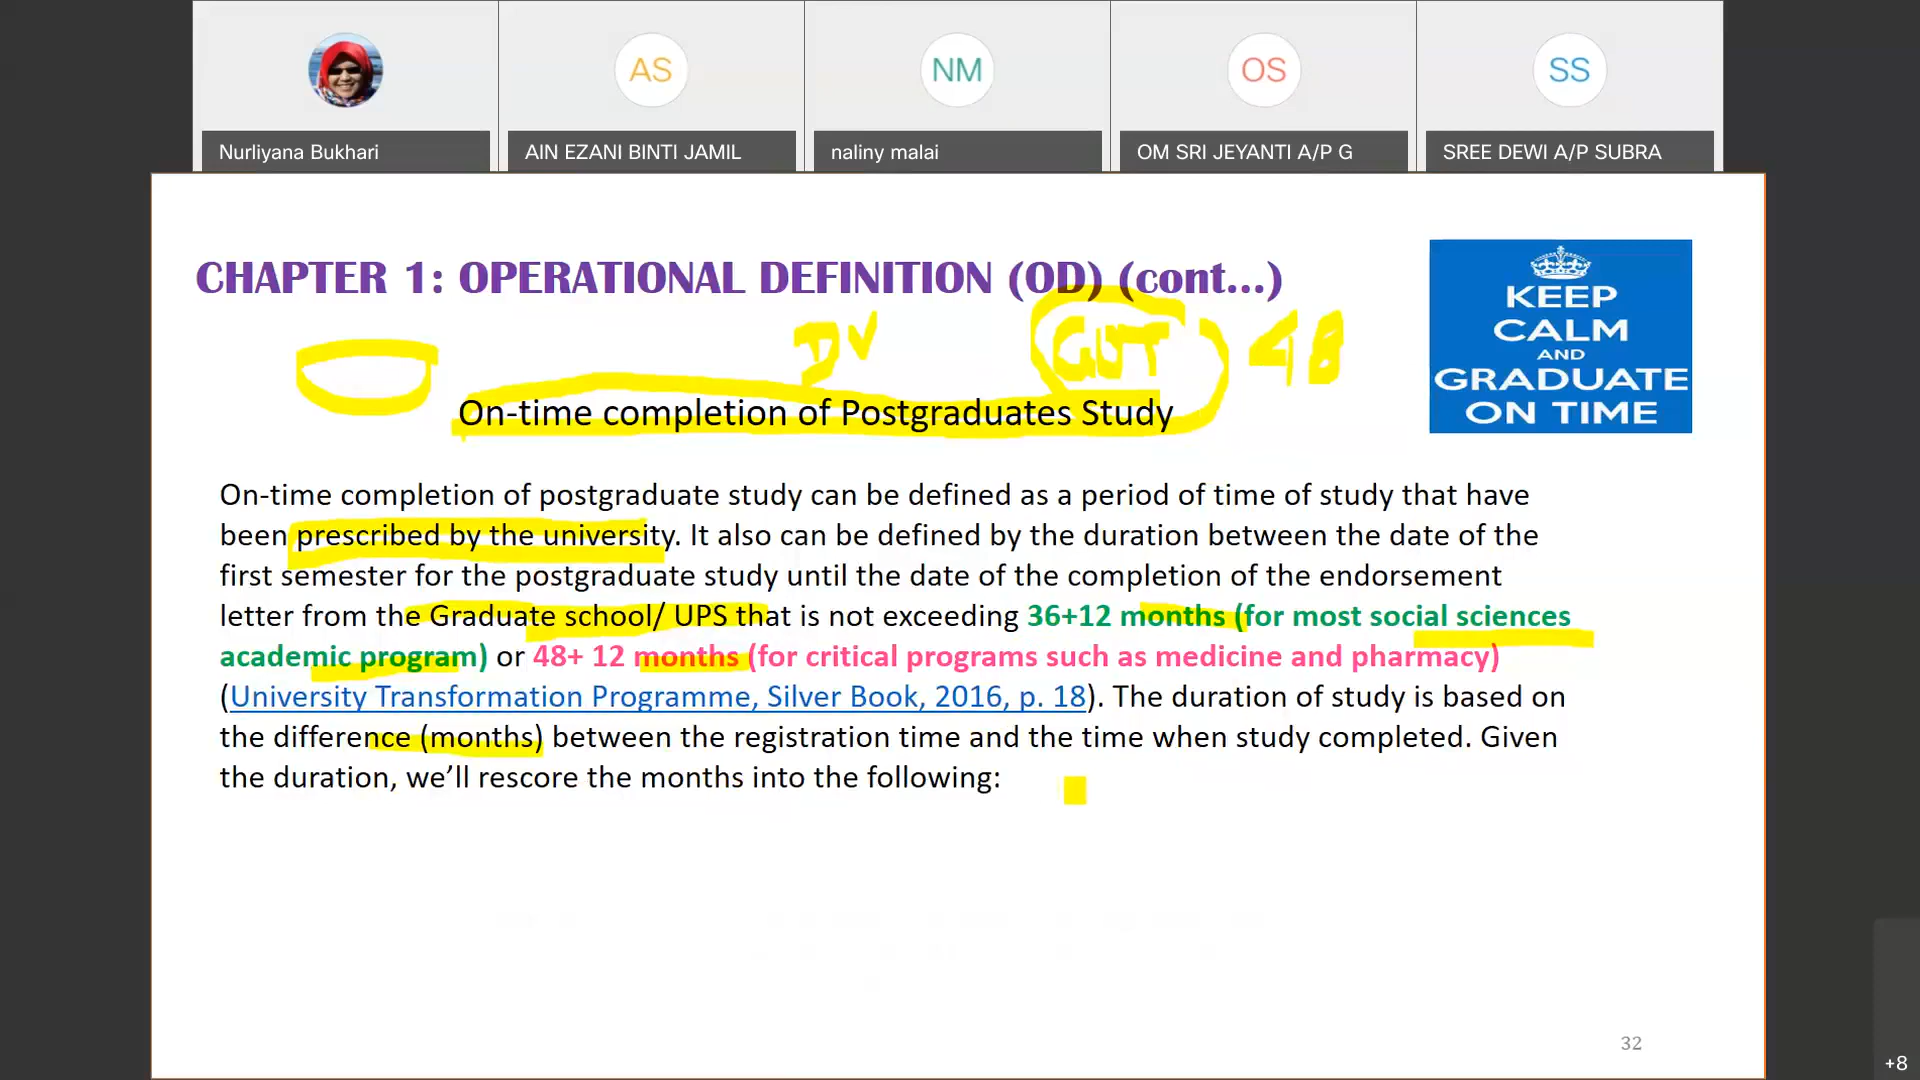 AS
NM
OS
SS
Nurliyana Bukhari
AIN EZANI BINTI JAMIL
naliny malai
OM SRI JEYANTI A/P G
SREE DEWI A/P SUBRA
CHAPTER 1: OPERATIONAL DEFINITION (OD) (cont...)
KEEP
CALM
AND
GRADUATE
ON TIME
DV
GOT
48
On-time completion of Postgraduates Study
On-time completion of postgraduate study can be defined as a period of time of study that have
been prescribed by the university. It also can be defined by the duration between the date of the
first semester for the postgraduate study until the date of the completion of the endorsement
letter from the Graduate school/ UPS that is not exceeding 36+12 months (for most social sciences
academic program) or 48+ 12 months (for critical programs such as medicine and pharmacy)
(University Transformation Programme, Silver Book, 2016, p. 18). The duration of study is based on
the difference (months) between the registration time and the time when study completed. Given
the duration, we’ll rescore the months into the following:
32
+8